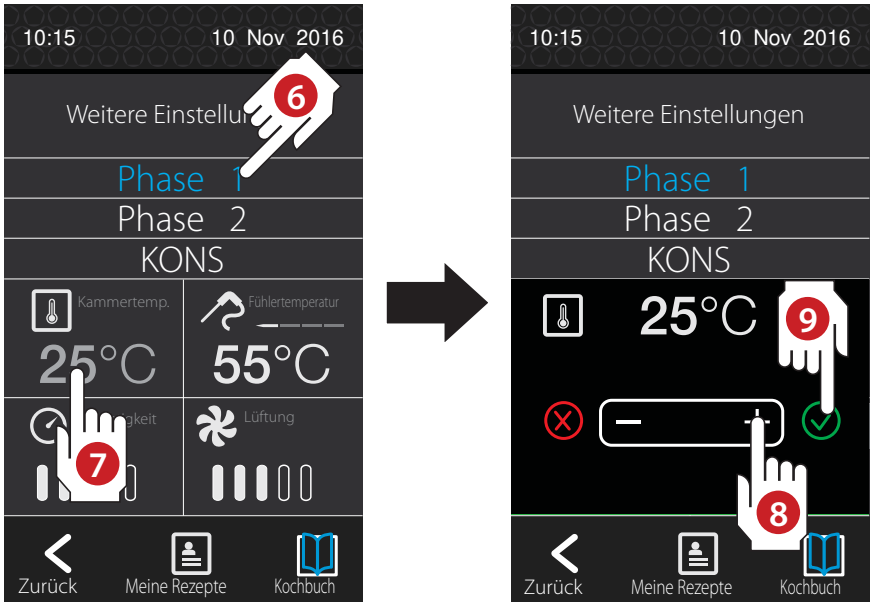 10:15 10 Nov 2016
6
Weitere Einstellu
Phase 1
Phase 2
KONS
Kammertemp. Fühlertemperatur
25°C 55°C
igkeit Lüftung
7
Zurück Meine Rezepte Kochbuch
10:15 10 Nov 2016
Weitere Einstellungen
Phase 1
Phase 2
KONS
25°C 9
8
Zurück Meine Rezepte Kochbuch